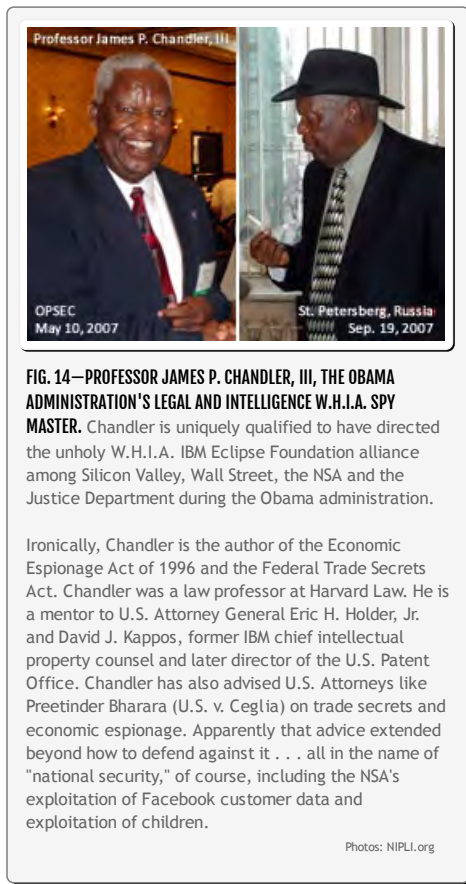 Professor James P. Chandler, III
OPSEC
May 10, 2007
St. Petersberg, Russia
Sep. 19, 2007
FIG. 14—PROFESSOR JAMES P. CHANDLER, III, THE OBAMA
ADMINISTRATION'S LEGAL AND INTELLIGENCE W.H.I.A. SPY
MASTER. Chandler is uniquely qualified to have directed
the unholy W.H.I.A. IBM Eclipse Foundation alliance
among Silicon Valley, Wall Street, the NSA and the
Justice Department during the Obama administration.
Ironically, Chandler is the author of the Economic
Espionage Act of 1996 and the Federal Trade Secrets
Act. Chandler was a law professor at Harvard Law. He is
a mentor to U.S. Attorney General Eric H. Holder, Jr.
and David J. Kappos, former IBM chief intellectual
property counsel and later director of the U.S. Patent
Office. Chandler has also advised U.S. Attorneys like
Preetinder Bharara (U.S. v. Ceglia) on trade secrets and
economic espionage. Apparently that advice extended
beyond how to defend against it . . . all in the name of
"national security," of course, including the NSA's
exploitation of Facebook customer data and
exploitation of children.
Photos: NIPLI.org